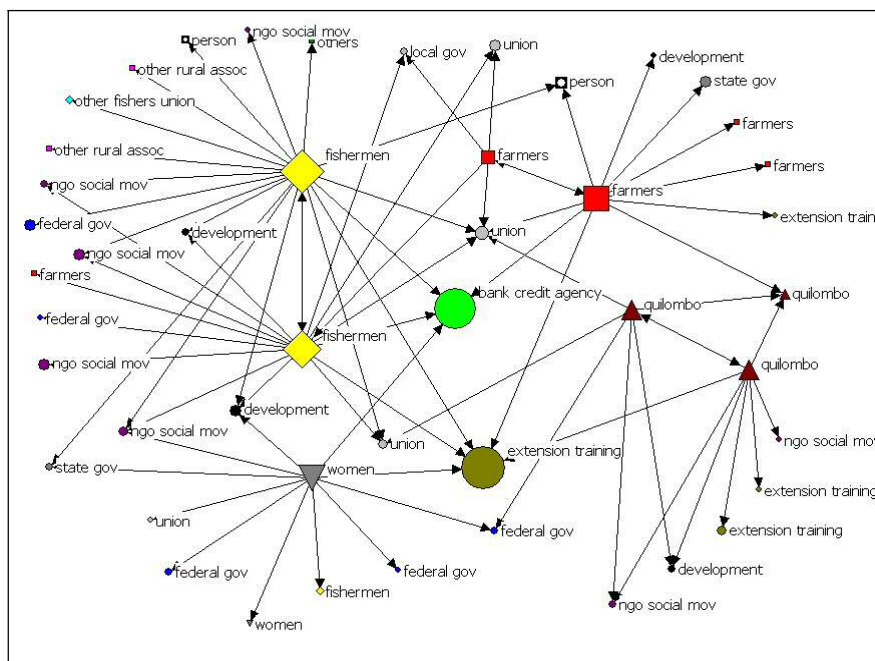 ngo social mov
person
others
local gov
union
other rural assoc
development
person
state gov
other fishers union
farmers
other rural assoc
fishermen
farmers
farmers
ngo social mov
farmers
extension train
federal gov
development
union
ngo social mov
farmers
bank credit agency
quilombo
quilombo
federal gov
fishermen
ngo social mov
quilombo
development
ngo social mov
union
extension training
ngo social mov
state gov
women
extension training
union
federal gov
extension training
federal gov
federal gov
development
fishermen
ngo social mov
women